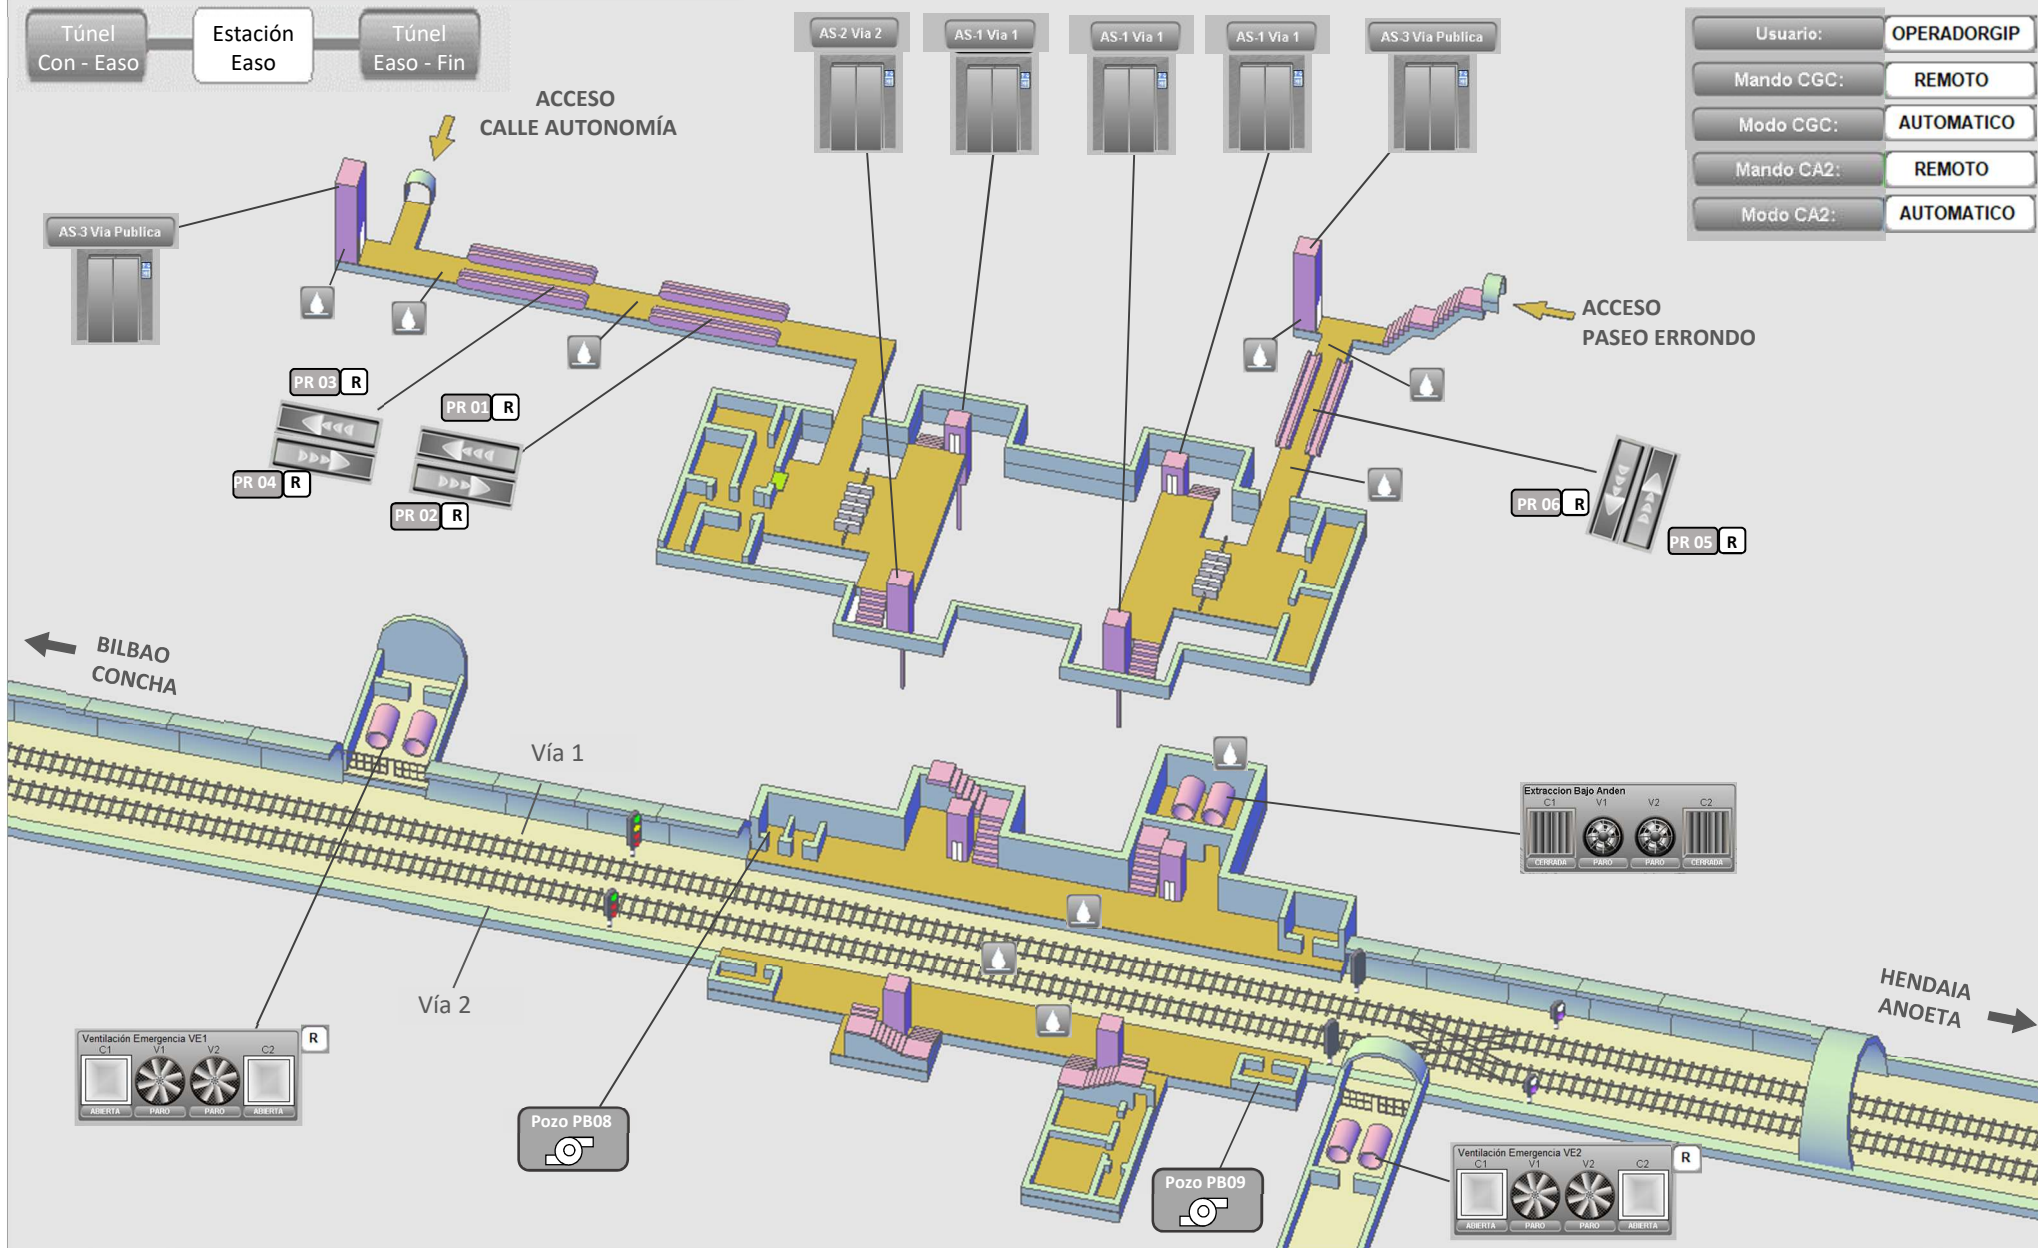 Túnel
Con - Easo
Estación
Easo
Túnel
Easo - Fin
AS-2 Via 2
AS-1 Via 1
AS-1 Via 1
AS-1 Via 1
AS-3 Via Publica
Usuario:
OPERADORGIP
Mando CGC:
REMOTO
Modo CGC:
AUTOMATICO
Mando CA2:
REMOTO
Modo CA2:
AUTOMATICO
ACCESO
CALLE AUTONOMÍA
AS-3 Via Publica
ACCESO
PASEO ERRONDO
PR 03 R
PR 01 R
PR 04 R
PR 02 R
PR 06 R
PR 05 R
BILBAO
CONCHA
Vía 1
Vía 2
Extraccion Bajo Anden
C1 V1 V2 C2
CERRADA PARO PARO CERRADA
HENDAIA
ANOETA
Ventilación Emergencia VE1 R
C1 V1 V2 C2
ABIERTA PARO PARO ABIERTA
Pozo PB08
Pozo PB09
Ventilación Emergencia VE2 R
C1 V1 V2 C2
ABIERTA PARO PARO ABIERTA